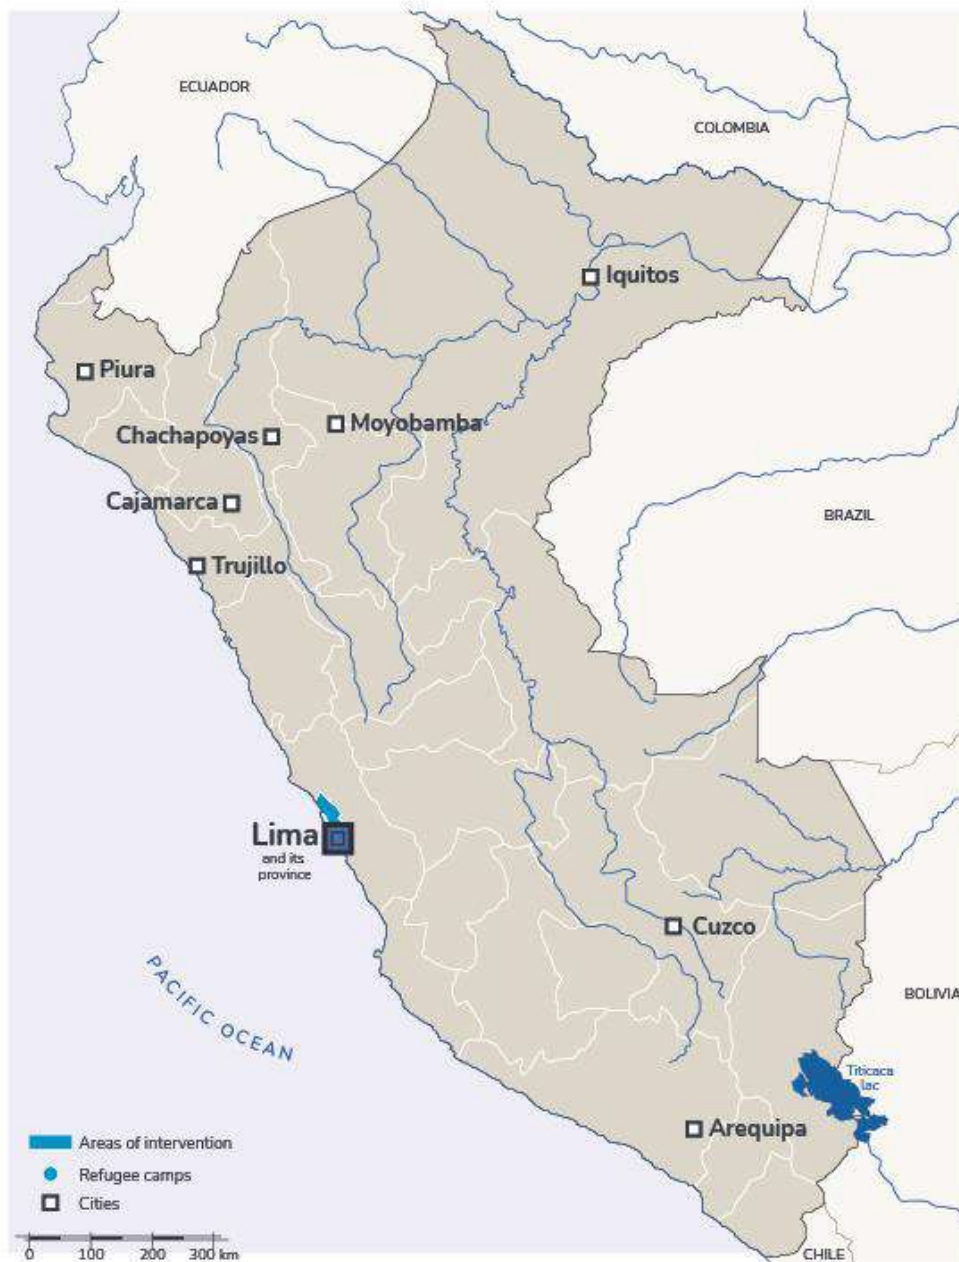 ECUADOR
COLOMBIA
Iquitos
Piura
Moyobamba
Chachapoyas
Cajamarca
BRAZIL
Trujillo
Lima
and its
province
Cuzco
PACIFIC OCEAN
BOLIVIA
Titicaca
lac
Arequipa
Areas of intervention
Refugee camps
Cities
0 100 200 300 km
CHILE